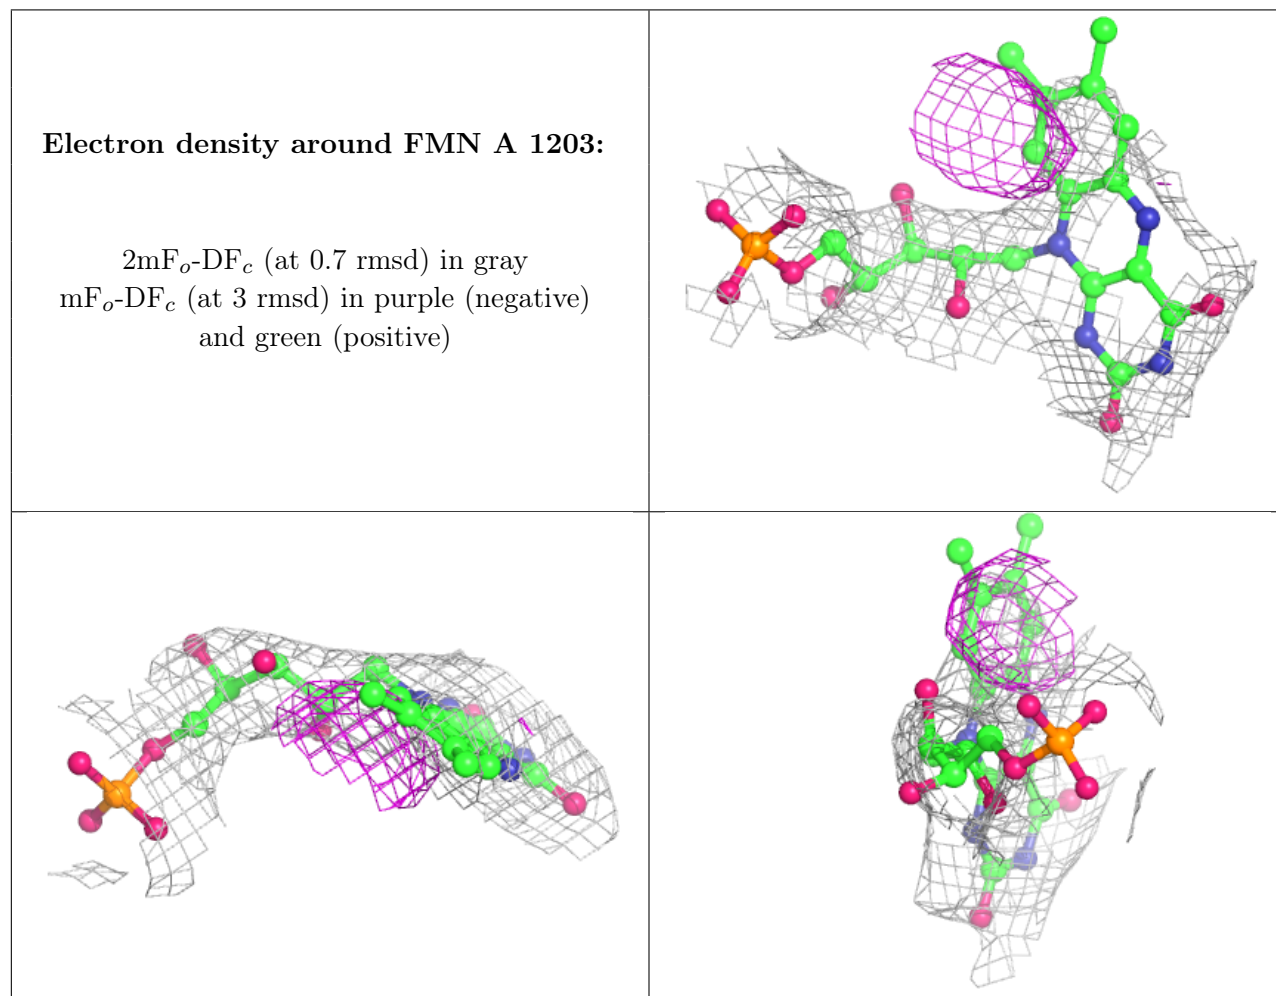 Electron density around FMN A 1203:
2mFo-DFc (at 0.7 rmsd) in gray
mFo-DFc (at 3 rmsd) in purple (negative)
and green (positive)